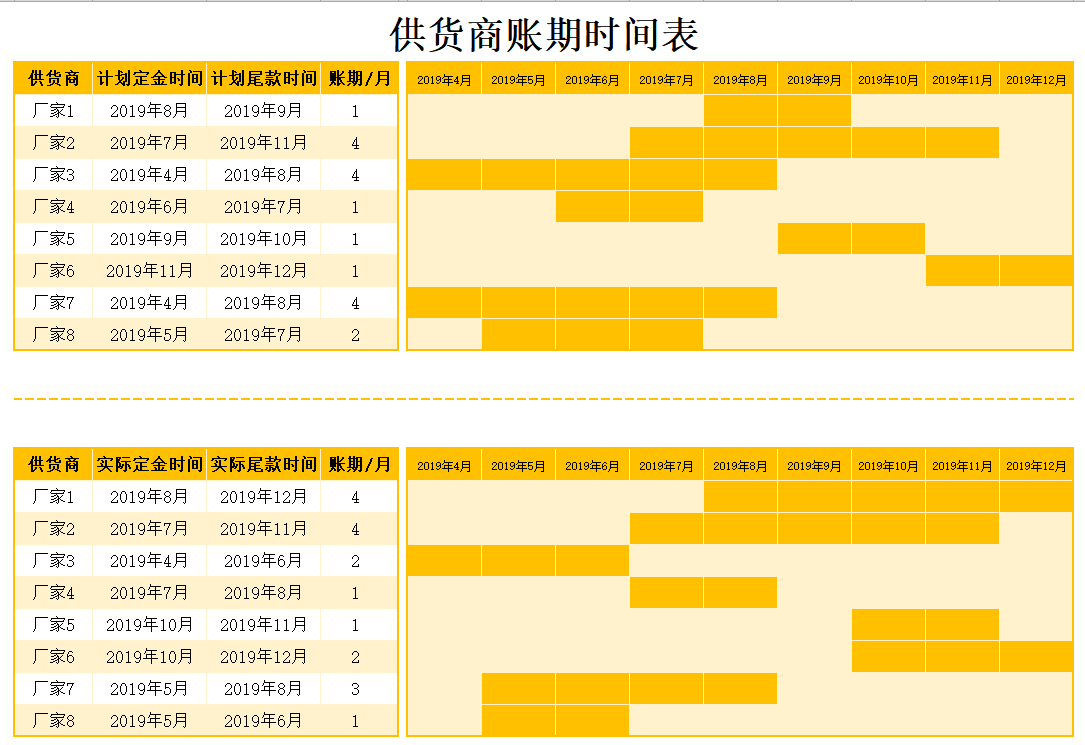 供货商账期时间表
供货商 计划定金时间 计划尾款时间 账期/月 2019年4月 2019年5月 2019年6月 2019年7月 2019年8月 2019年9月 2019年10月 2019年11月 2019年12月
厂家1 2019年8月 2019年9月 1
厂家2 2019年7月 2019年11月 4
厂家3 2019年4月 2019年8月 4
厂家4 2019年6月 2019年7月 1
厂家5 2019年9月 2019年10月 1
厂家6 2019年11月 2019年12月 1
厂家7 2019年4月 2019年8月 4
厂家8 2019年5月 2019年7月 2
供货商 实际定金时间 实际尾款时间 账期/月 2019年4月 2019年5月 2019年6月 2019年7月 2019年8月 2019年9月 2019年10月 2019年11月 2019年12月
厂家1 2019年8月 2019年12月 4
厂家2 2019年7月 2019年11月 4
厂家3 2019年4月 2019年6月 2
厂家4 2019年7月 2019年8月 1
厂家5 2019年10月 2019年11月 1
厂家6 2019年10月 2019年12月 2
厂家7 2019年5月 2019年8月 3
厂家8 2019年5月 2019年6月 1